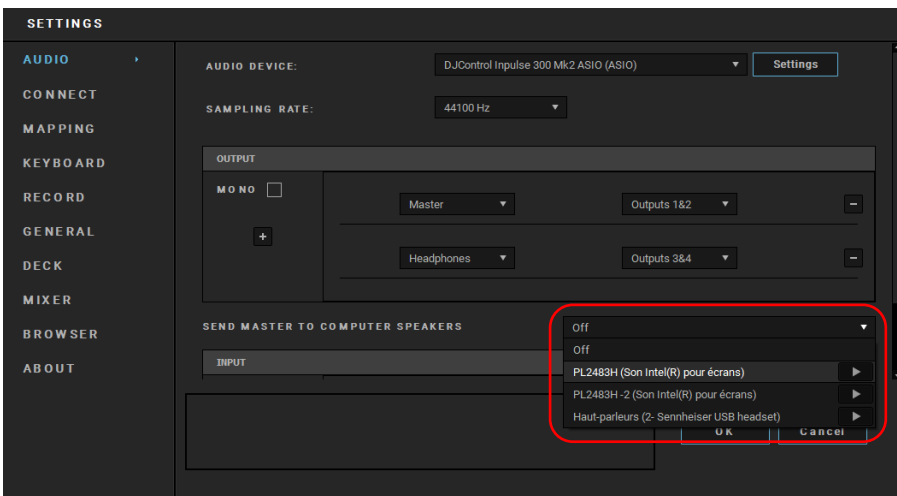 SETTINGS
AUDIO
CONNECT
MAPPING
KEYBOARD
RECORD
GENERAL
DECK
MIXER
BROWSER
ABOUT
AUDIO DEVICE: DJControl Inpulse 300 Mk2 ASIO (ASIO) Settings
SAMPLING RATE: 44100 Hz
OUTPUT
MONO
+
Master Outputs 1&2 −
Headphones Outputs 3&4 −
SEND MASTER TO COMPUTER SPEAKERS Off
Off
PL2483H (Son Intel(R) pour écrans)
PL2483H -2 (Son Intel(R) pour écrans)
Haut-parleurs (2- Sennheiser USB headset)
INPUT
OK Cancel